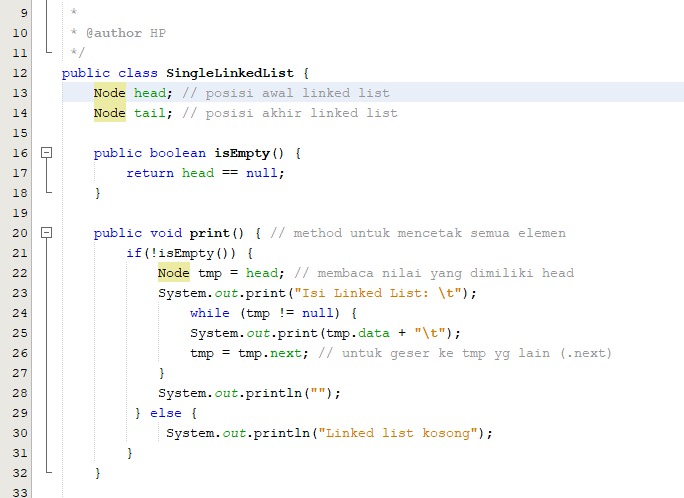 9 *
10 * @author HP
11 */
12 public class SingleLinkedList {
13 Node head; // posisi awal linked list
14 Node tail; // posisi akhir linked list
15
16 public boolean isEmpty() {
17 return head == null;
18 }
19
20 public void print() { // method untuk mencetak semua elemen
21 if(!isEmpty()) {
22 Node tmp = head; // membaca nilai yang dimiliki head
23 System.out.print("Isi Linked List: \t");
24 while (tmp != null) {
25 System.out.print(tmp.data + "\t");
26 tmp = tmp.next; // untuk geser ke tmp yg lain (.next)
27 }
28 System.out.println("");
29 } else {
30 System.out.println("Linked list kosong");
31 }
32 }
33